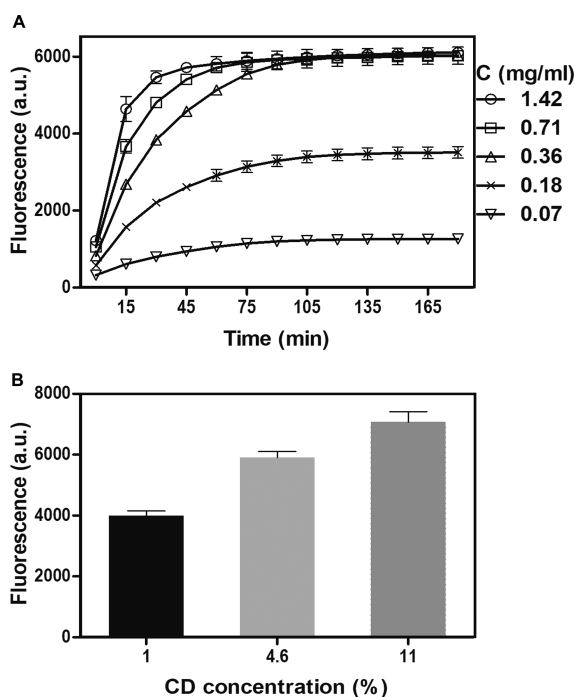 A
Fluorescence (a.u.)
6000
4000
2000
0
15 45 75 105 135 165
Time (min)
C (mg/ml)
1.42
0.71
0.36
0.18
0.07
B
Fluorescence (a.u.)
8000
6000
4000
2000
0
1 4.6 11
CD concentration (%)